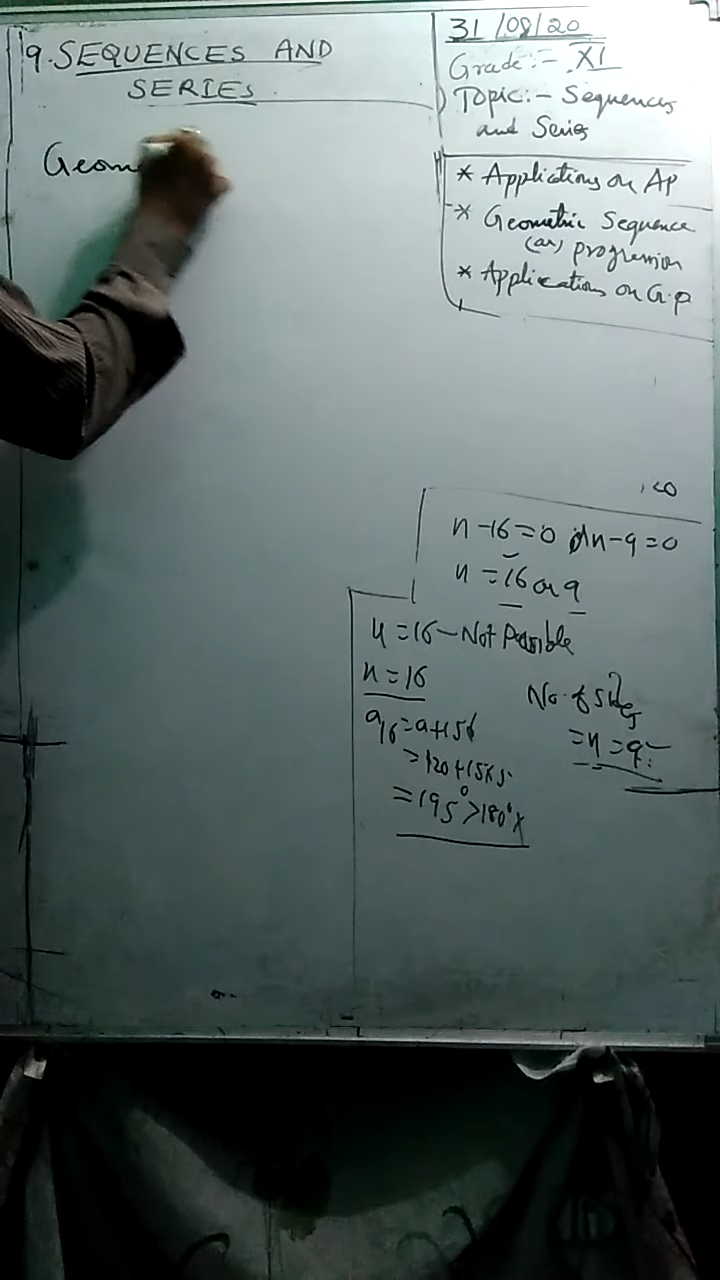 9. SEQUENCES AND
SERIES
Geom
31/08/20
Grade:- XI
Topic:- Sequences
and Series
* Applications on AP
* Geometric Sequence
(or) progression
* Applications on G.P
n-16=0 or n-9=0
n = 16 or 9
n = 16 - Not Possible
n = 16
a16 = a+15d
= 120+15×5
= 195°>180° X
No. of sides
= n = 9